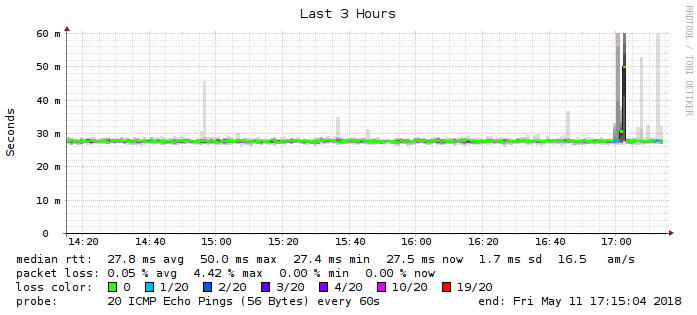 Last 3 Hours
RRDTOOL / TOBI OETIKER
Seconds
60 m
50 m
40 m
30 m
20 m
10 m
0
14:20 14:40 15:00 15:20 15:40 16:00 16:20 16:40 17:00
median rtt: 27.8 ms avg 50.0 ms max 27.4 ms min 27.5 ms now 1.7 ms sd 16.5 am/s
packet loss: 0.05 % avg 4.42 % max 0.00 % min 0.00 % now
loss color: 0 1/20 2/20 3/20 4/20 10/20 19/20
probe: 20 ICMP Echo Pings (56 Bytes) every 60s end: Fri May 11 17:15:04 2018